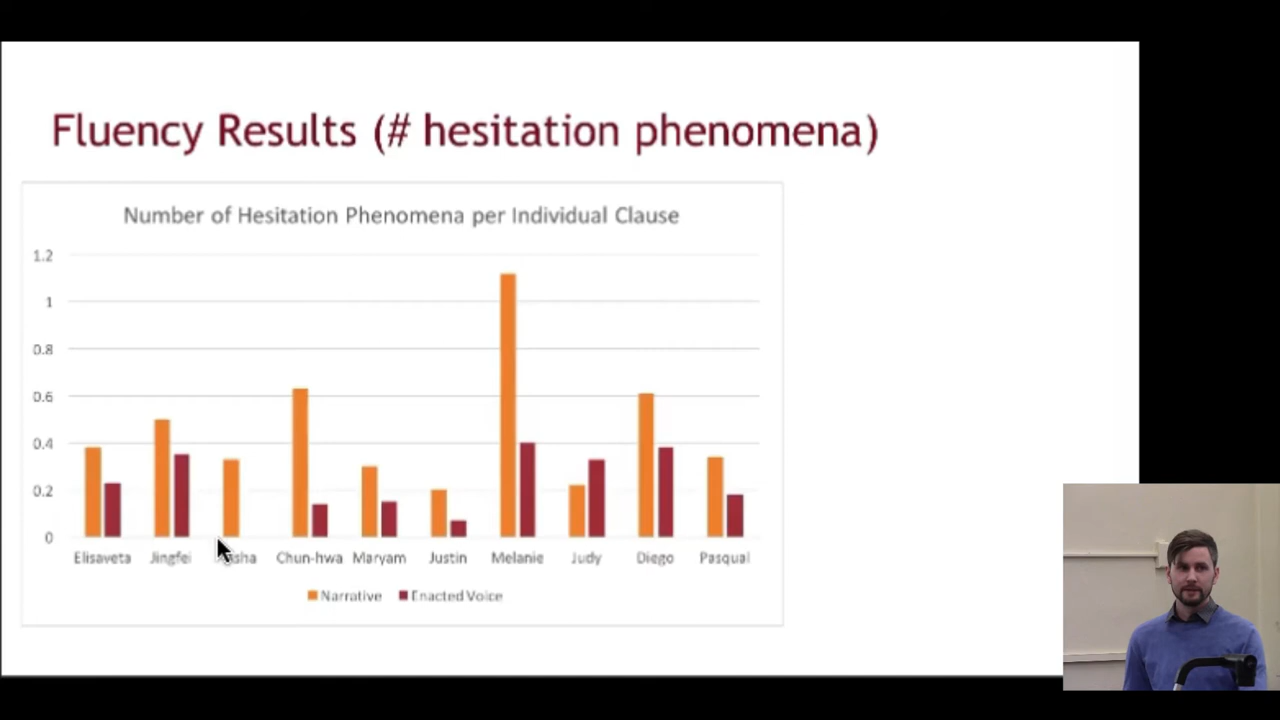 Fluency Results (# hesitation phenomena)
Number of Hesitation Phenomena per Individual Clause
1.2
1
0.8
0.6
0.4
0.2
0
Elisaveta Jingfei Chun-hwa Maryam Justin Melanie Judy Diego Pasqual
Narrative Enacted Voice